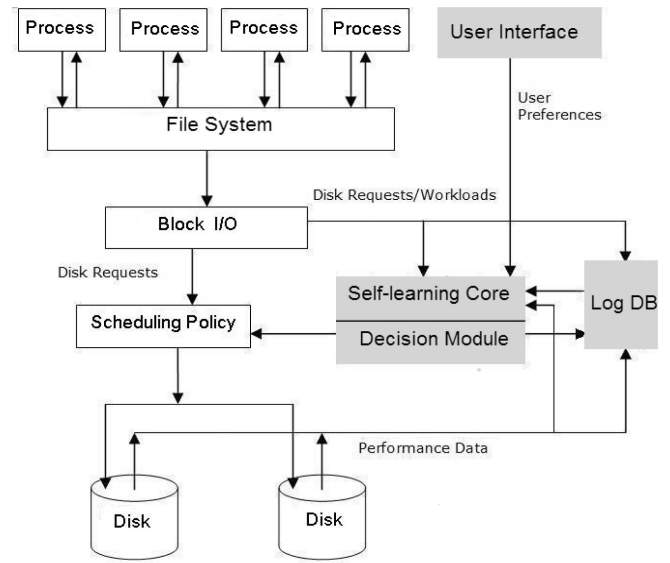 Process
Process
Process
Process
User Interface
User
Preferences
File System
Disk Requests/Workloads
Block I/O
Disk Requests
Self-learning Core
Log DB
Scheduling Policy
Decision Module
Performance Data
Disk
Disk